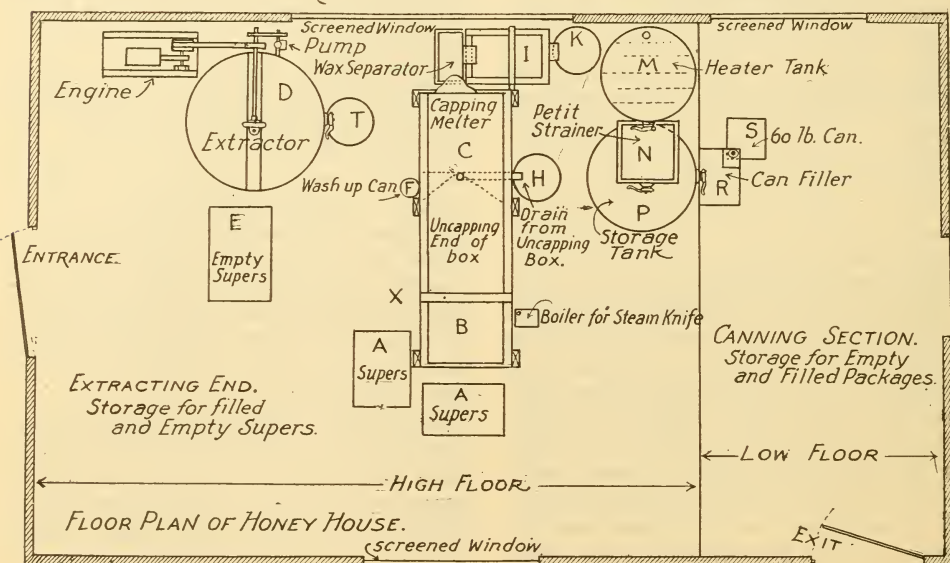 screened Window
screened Window
Pump
Wax Separator
I
K
M
Heater Tank
Engine
D
Extractor
T
Capping
Melter
C
Petit
Strainer
N
S
60 lb. Can.
Can Filler
R
Wash up Can
F
H
P
Storage
Tank
Drain
from
Uncapping
Box.
Uncapping
End of
box
E
Empty
Supers
ENTRANCE.
X
B
Boiler for Steam Knife
A
Supers
A
Supers
CANNING SECTION.
Storage for Empty
and Filled Packages.
EXTRACTING END.
Storage for filled
and Empty Supers.
LOW FLOOR
HIGH FLOOR
FLOOR PLAN OF HONEY HOUSE.
screened Window
EXIT